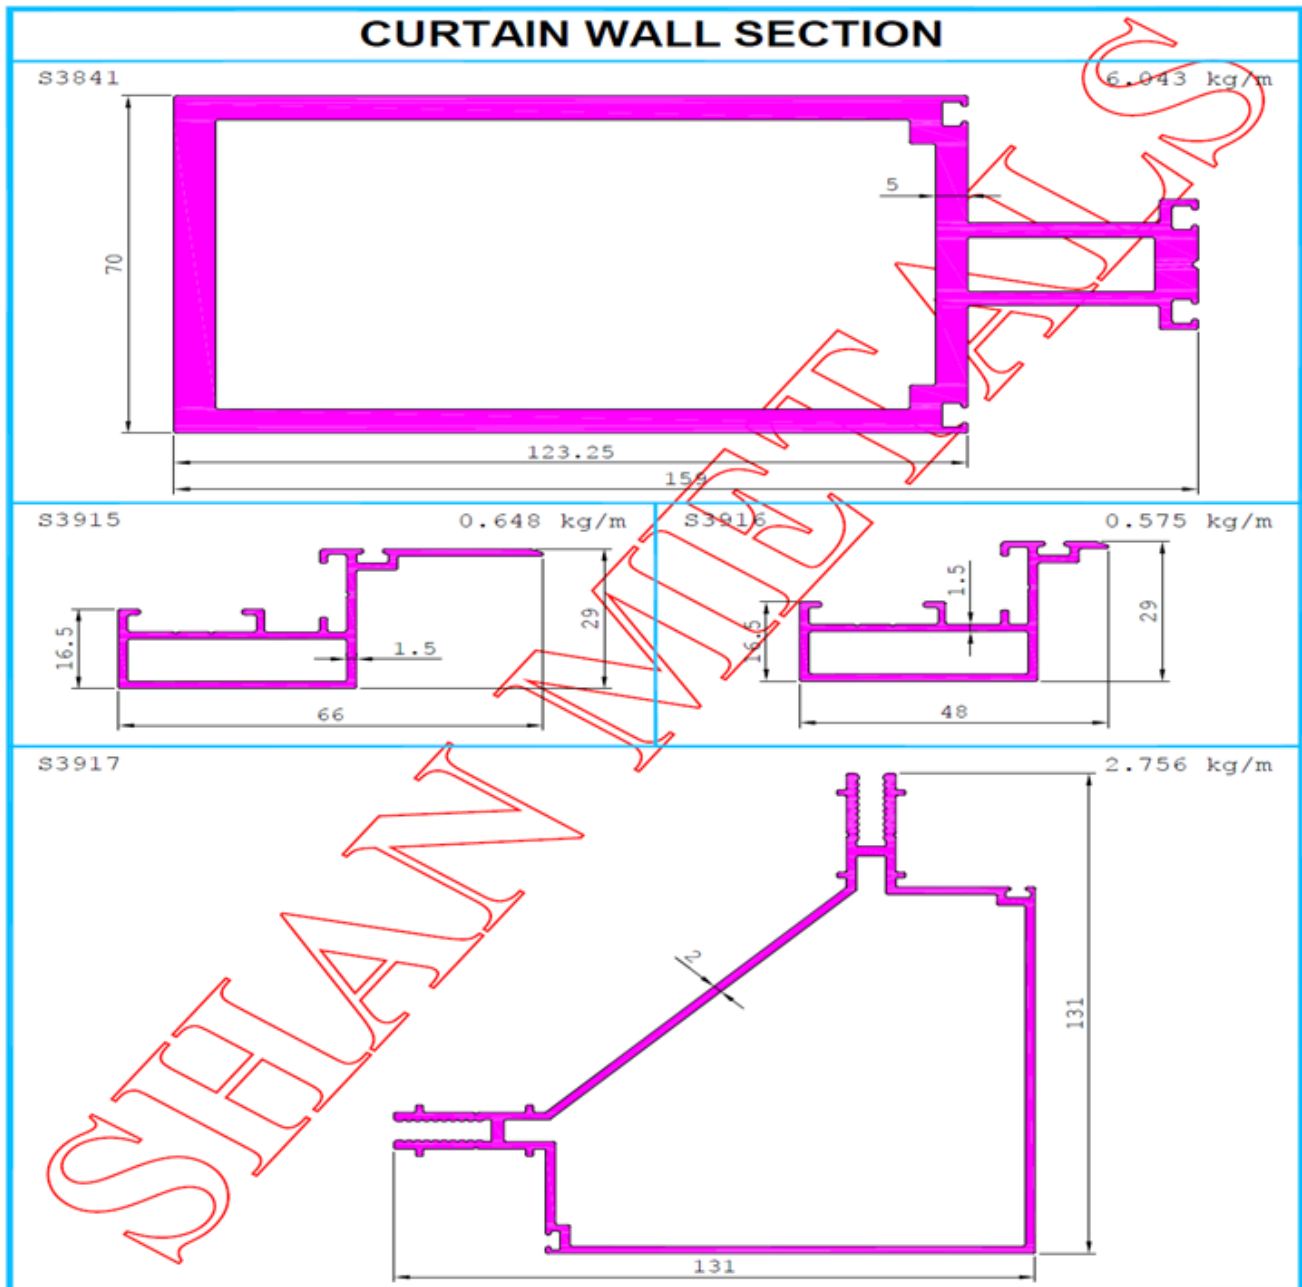 CURTAIN WALL SECTION
S3841
6.043 kg/m
70
5
123.25
159
S3915
0.648 kg/m
16.5
1.5
29
66
S3916
0.575 kg/m
16.5
1.5
29
48
S3917
2.756 kg/m
2
131
131
SHAN METALS